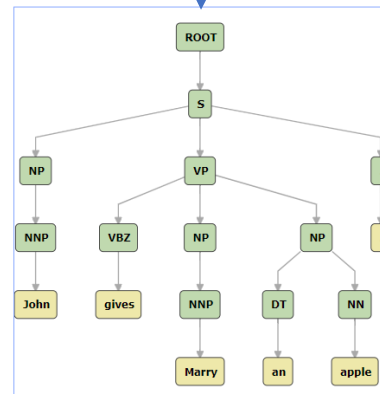 ROOT
S
NP VP
NNP VBZ NP NP
John gives NNP DT NN
Marry an apple